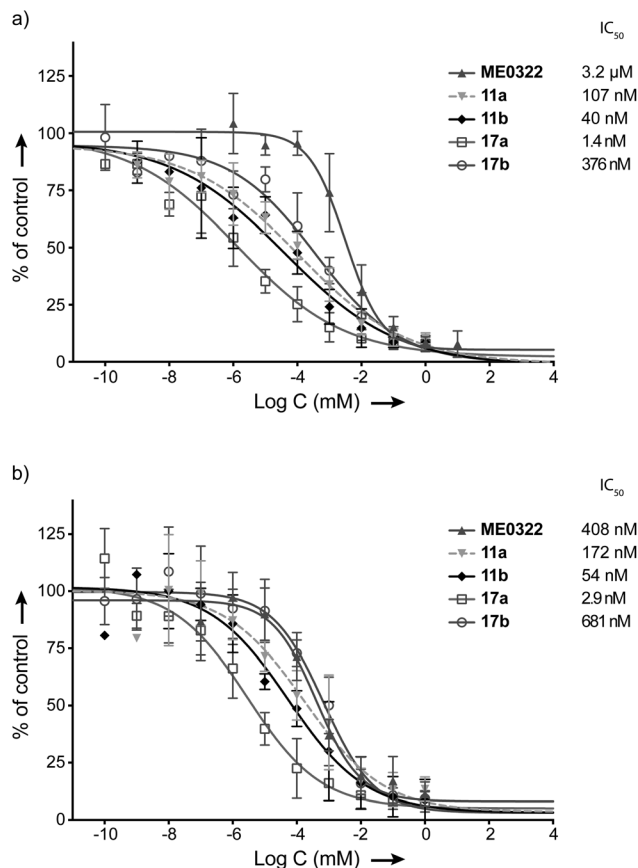 a)
IC50
ME0322 3.2 µM
11a 107 nM
11b 40 nM
17a 1.4 nM
17b 376 nM
% of control
125
100
75
50
25
0
-10 -8 -6 -4 -2 0 2 4
Log C (mM)
b)
IC50
ME0322 408 nM
11a 172 nM
11b 54 nM
17a 2.9 nM
17b 681 nM
% of control
125
100
75
50
25
0
-10 -8 -6 -4 -2 0 2 4
Log C (mM)